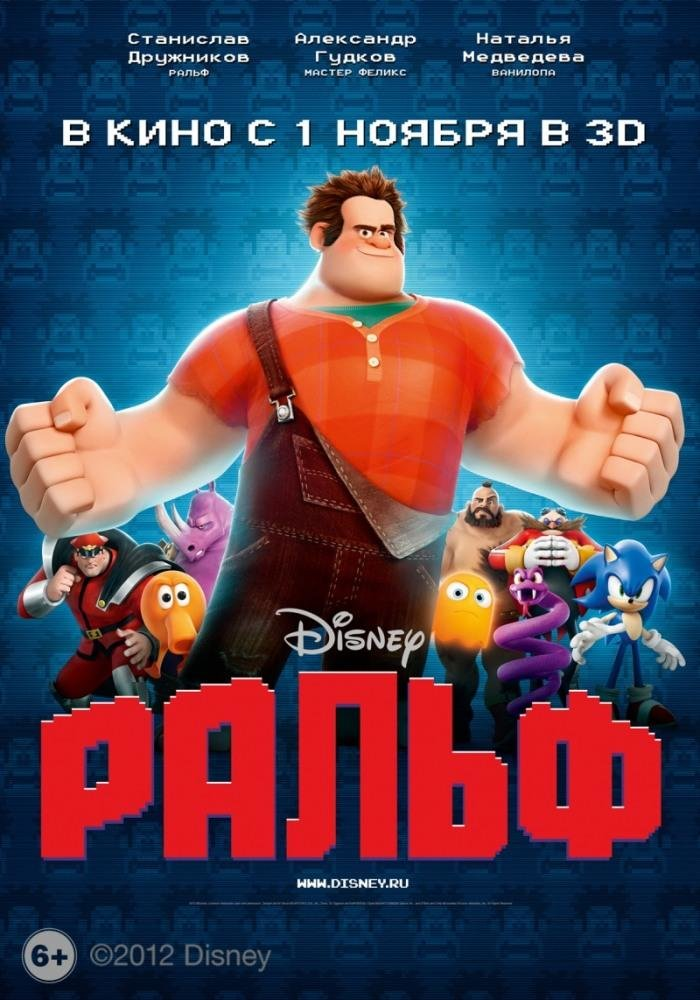 Станислав Дружников
РАЛЬФ
Александр Гудков
МАСТЕР ФЕЛИКС
Наталья Медведева
ВАНИЛОПА
В КИНО С 1 НОЯБРЯ В 3D
Disney
РАЛЬФ
WWW.DISNEY.RU
6+ ©2012 Disney